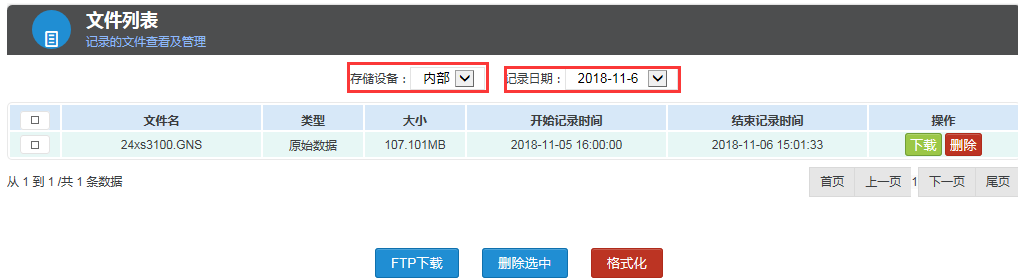 文件列表
记录的文件查看及管理
存储设备： 内部 记录日期： 2018-11-6
文件名 类型 大小 开始记录时间 结束记录时间 操作
24xs3100.GNS 原始数据 107.101MB 2018-11-05 16:00:00 2018-11-06 15:01:33 下载 删除
从 1 到 1 /共 1 条数据 首页 上一页 1 下一页 尾页
FTP下载 删除选中 格式化